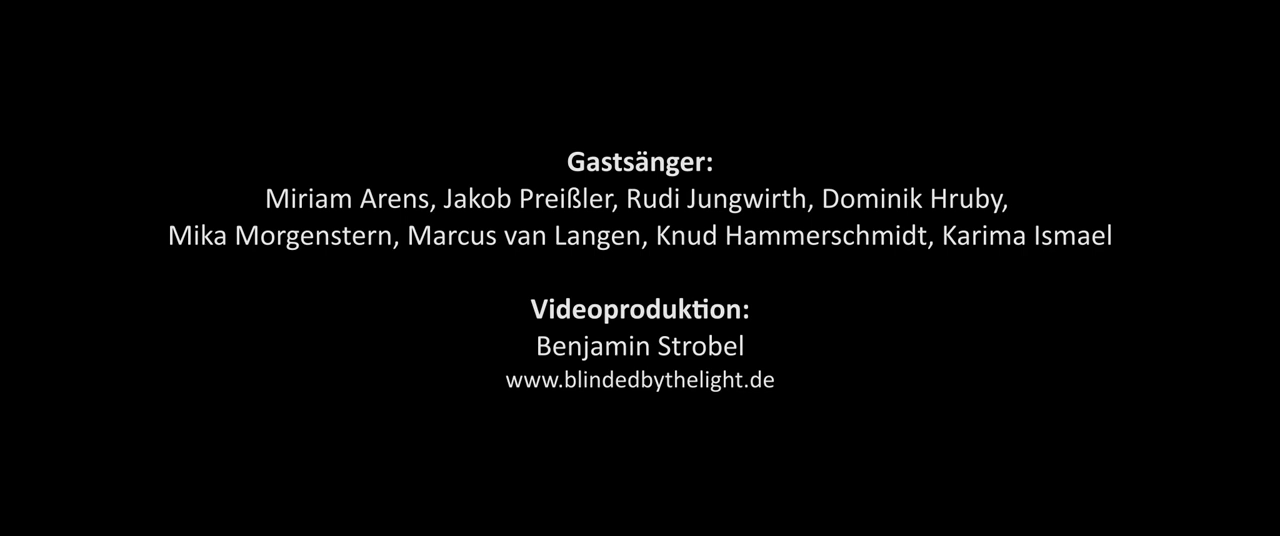 Gastsänger:
Miriam Arens, Jakob Preißler, Rudi Jungwirth, Dominik Hruby,
Mika Morgenstern, Marcus van Langen, Knud Hammerschmidt, Karima Ismael
Videoproduktion:
Benjamin Strobel
www.blindedbythelight.de